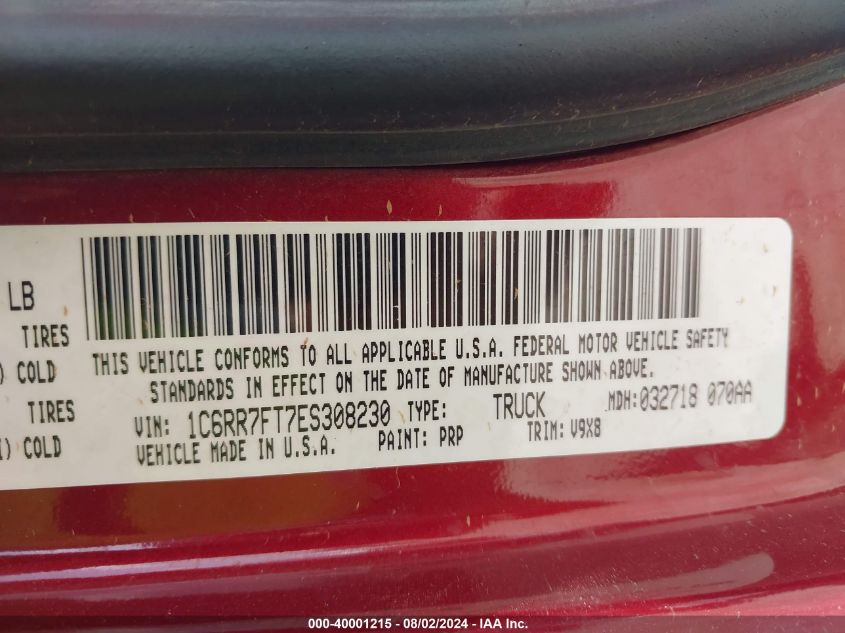 LB
TIRES
) COLD
TIRES
) COLD
THIS VEHICLE CONFORMS TO ALL APPLICABLE U.S.A. FEDERAL MOTOR VEHICLE SAFETY
STANDARDS IN EFFECT ON THE DATE OF MANUFACTURE SHOWN ABOVE.
VIN: 1C6RR7FT7ES308230 TYPE: TRUCK MDH:032718 070AA
VEHICLE MADE IN U.S.A. PAINT: PRP TRIM: V9X8
000-40001215 - 08/02/2024 - IAA Inc.